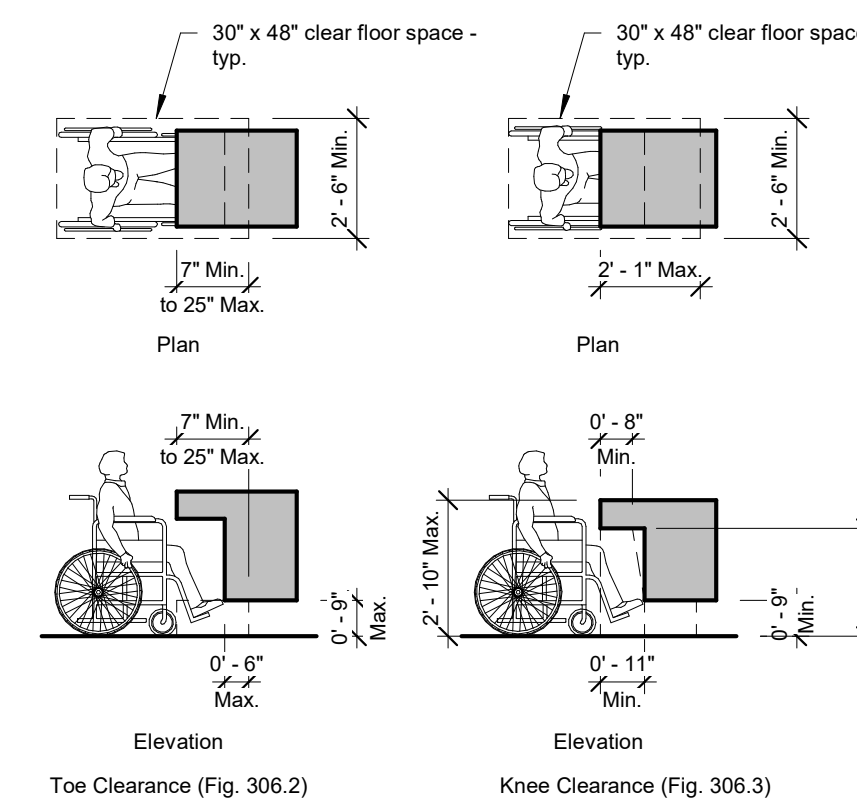 30" x 48" clear floor space -
typ.
2' - 6" Min.
7" Min.
to 25" Max.
Plan
30" x 48" clear floor spac
typ.
2' - 6" Min.
2' - 1" Max.
Plan
7" Min.
to 25" Max.
0' - 9"
Max.
0' - 6"
Max.
Elevation
Toe Clearance (Fig. 306.2)
0' - 8"
Min.
2' - 10" Max.
0' - 9"
Min.
0' - 11"
Min.
Elevation
Knee Clearance (Fig. 306.3)